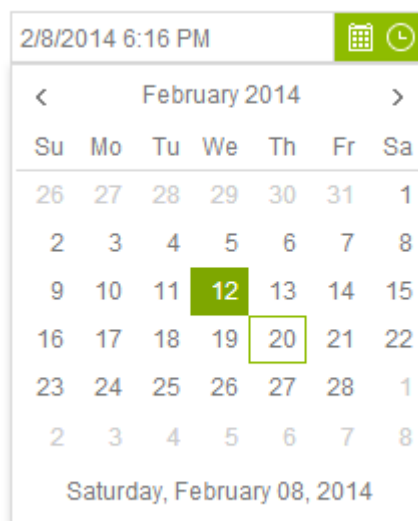 2/8/2014 6:16 PM
February 2014
Su Mo Tu We Th Fr Sa
26 27 28 29 30 31 1
2 3 4 5 6 7 8
9 10 11 12 13 14 15
16 17 18 19 20 21 22
23 24 25 26 27 28 1
2 3 4 5 6 7 8
Saturday, February 08, 2014